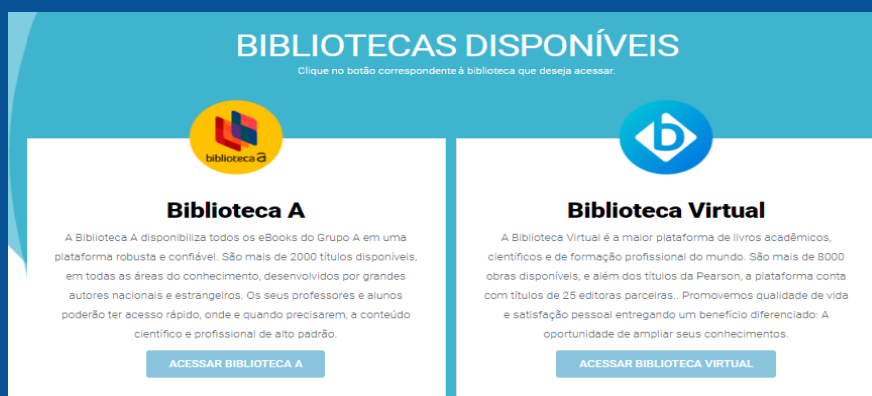 BIBLIOTECAS DISPONÍVEIS
Clique no botão correspondente à biblioteca que deseja acessar.
biblioteca a
Biblioteca A
A Biblioteca A disponibiliza todos os eBooks do Grupo A em uma
plataforma robusta e confiável. São mais de 2000 títulos disponíveis,
em todas as áreas do conhecimento, desenvolvidos por grandes
autores nacionais e estrangeiros. Os seus professores e alunos
poderão ter acesso rápido, onde e quando precisarem, a conteúdo
científico e profissional de alto padrão.
ACESSAR BIBLIOTECA A
b
Biblioteca Virtual
A Biblioteca Virtual é a maior plataforma de livros acadêmicos,
científicos e de formação profissional do mundo. São mais de 8000
obras disponíveis, e além dos títulos da Pearson, a plataforma conta
com títulos de 25 editoras parceiras.. Promovemos qualidade de vida
e satisfação pessoal entregando um benefício diferenciado: A
oportunidade de ampliar seus conhecimentos.
ACESSAR BIBLIOTECA VIRTUAL